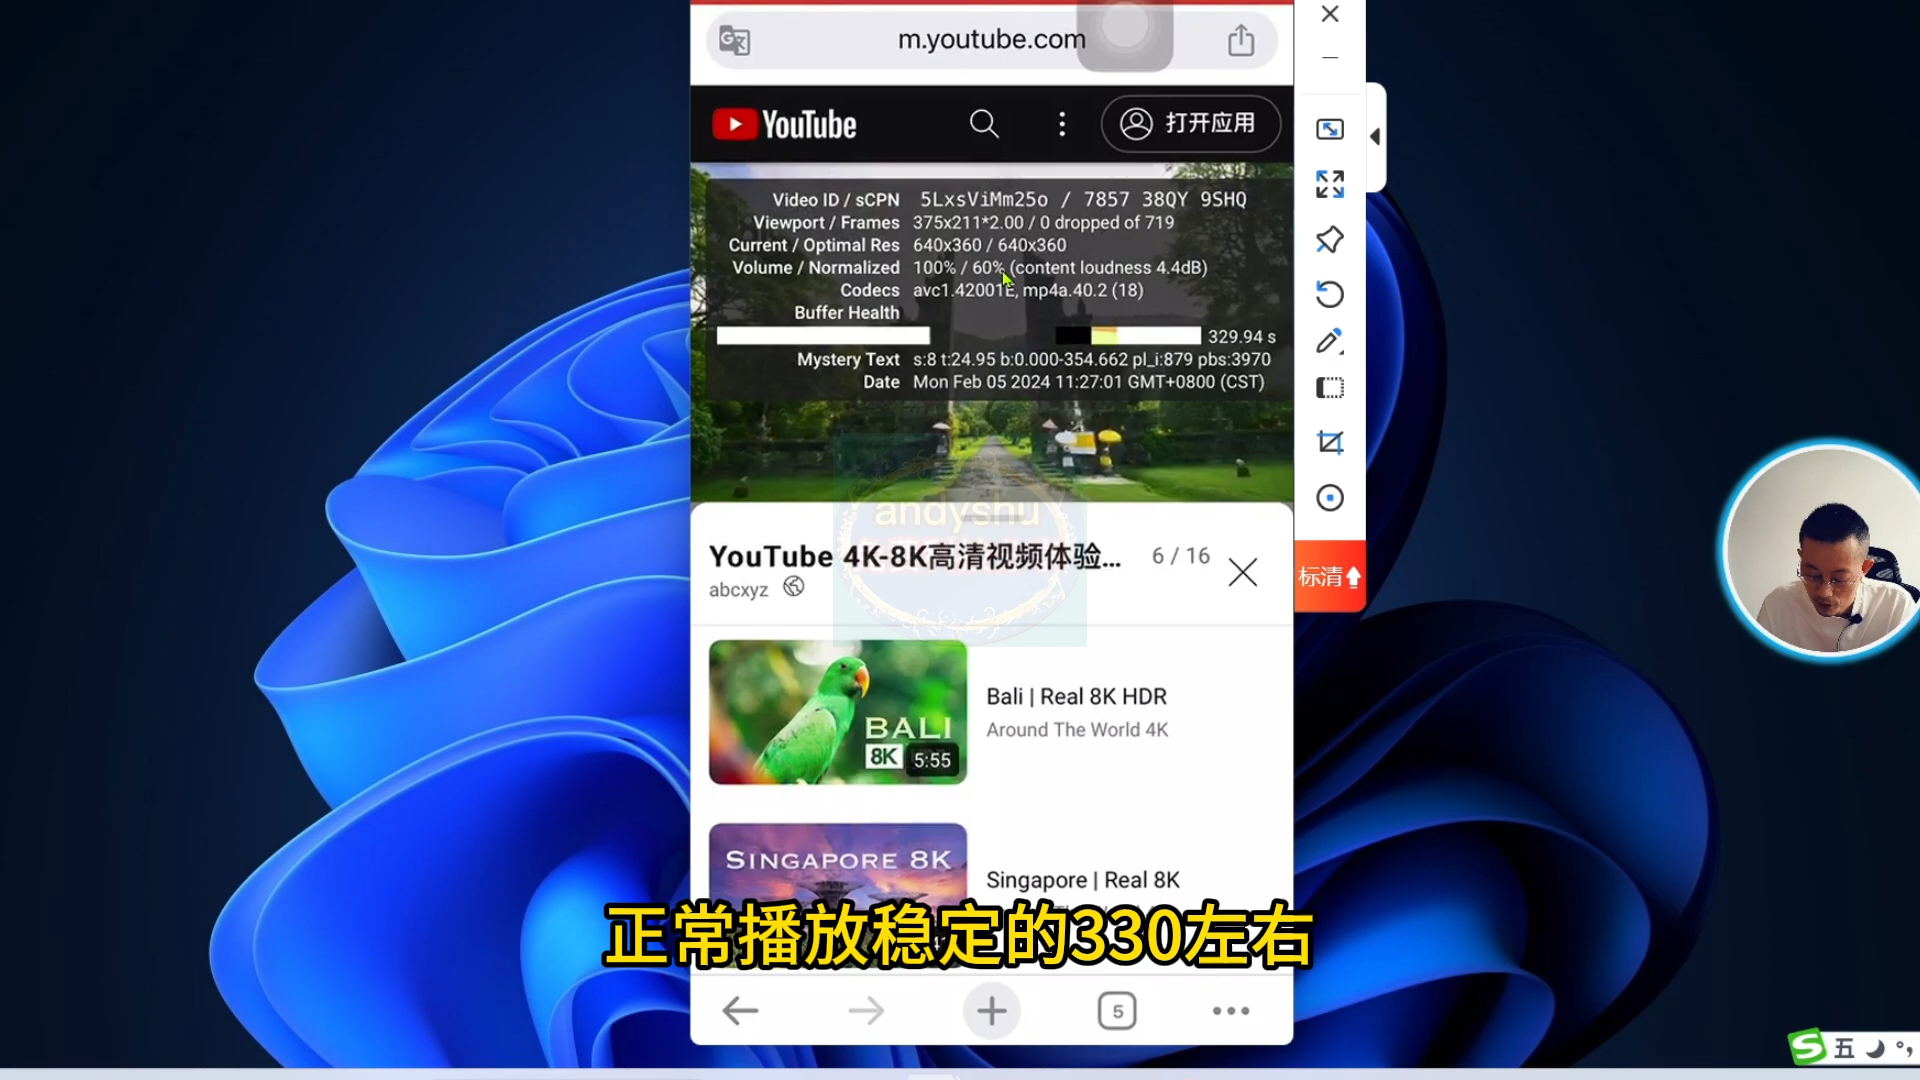 m.youtube.com
YouTube
打开应用
Video ID / sCPN 5LxsViMm25o / 7857 38QY 9SHQ
Viewport / Frames 375x211*2.00 / 0 dropped of 719
Current / Optimal Res 640x360 / 640x360
Volume / Normalized 100% / 60% (content loudness 4.4dB)
Codecs avc1.42001E, mp4a.40.2 (18)
Buffer Health
329.94 s
Mystery Text s:8 t:24.95 b:0.000-354.662 pl_i:879 pbs:3970
Date Mon Feb 05 2024 11:27:01 GMT+0800 (CST)
andyshu
YouTube 4K-8K高清视频体验...
6 / 16
abcxyz
标清
BALI
8K
5:55
Bali | Real 8K HDR
Around The World 4K
SINGAPORE 8K
Singapore | Real 8K
正常播放稳定的330左右
5
五